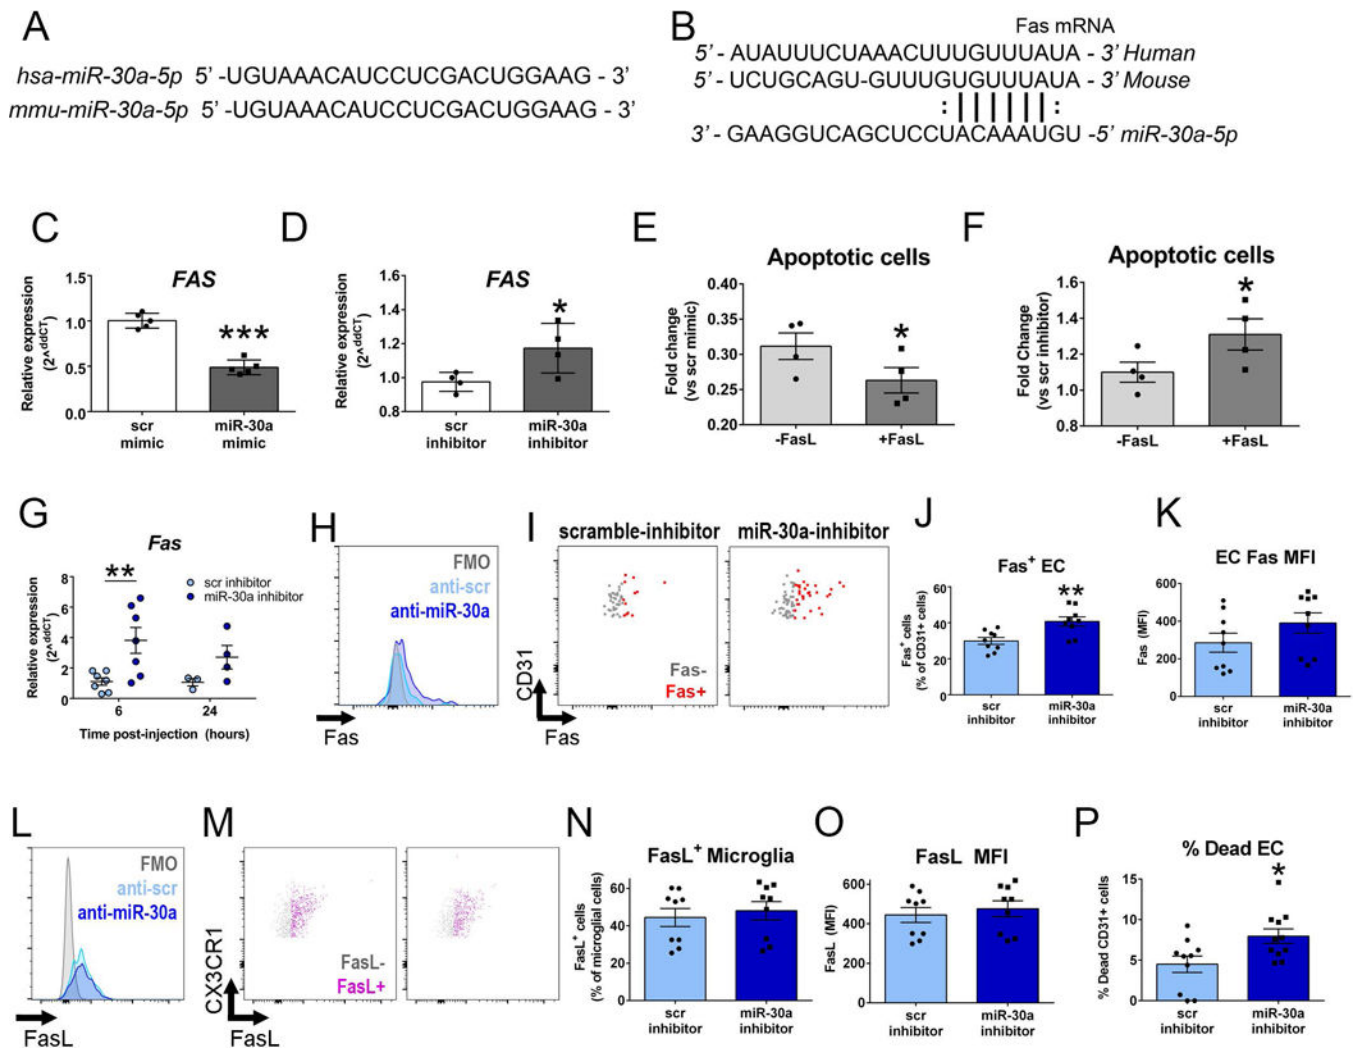 A
hsa-miR-30a-5p 5’ -UGUAAACAUCCUCGACUGGAAG - 3’
mmu-miR-30a-5p 5’ -UGUAAACAUCCUCGACUGGAAG - 3’
B
Fas mRNA
5’ - AUAUUUCUAAACUUUGUUUAUA - 3’ Human
5’ - UCUGCAGU-GUUUGUGUUUAUA - 3’ Mouse
: | | | | | | :
3’ - GAAGGUCAGCUCCUACAAAUGU -5’ miR-30a-5p
C
FAS
Relative expression
(2^ddCT)
1.5
1.0
0.5
0.0
***
scr
mimic
miR-30a
mimic
D
FAS
Relative expression
(2^ddCT)
1.6
1.4
1.2
1.0
0.8
*
scr
inhibitor
miR-30a
inhibitor
E
Apoptotic cells
Fold Change
(vs scr mimic)
0.40
0.35
0.30
0.25
0.20
*
-FasL
+FasL
F
Apoptotic cells
Fold Change
(vs scr inhibitor)
1.6
1.4
1.2
1.0
0.8
*
-FasL
+FasL
G
Fas
Relative expression
(2^ddCT)
8
6
4
2
0
**
scr inhibitor
miR-30a inhibitor
6
24
Time post-injection (hours)
H
FMO
anti-scr
anti-miR-30a
Fas
I
scramble-inhibitor
miR-30a-inhibitor
CD31
Fas-
Fas+
Fas
J
Fas+ EC
Fas+ cells
(% of CD31+ cells)
60
40
20
0
**
scr
inhibitor
miR-30a
inhibitor
K
EC Fas MFI
Fas (MFI)
600
400
200
0
scr
inhibitor
miR-30a
inhibitor
L
FMO
anti-scr
anti-miR-30a
FasL
M
CX3CR1
FasL-
FasL+
FasL
N
FasL+ Microglia
FasL+ cells
(% of microglial cells)
60
40
20
0
scr
inhibitor
miR-30a
inhibitor
O
FasL MFI
FasL (MFI)
600
400
200
0
scr
inhibitor
miR-30a
inhibitor
P
% Dead EC
% Dead CD31+ cells
15
10
5
0
*
scr
inhibitor
miR-30a
inhibitor